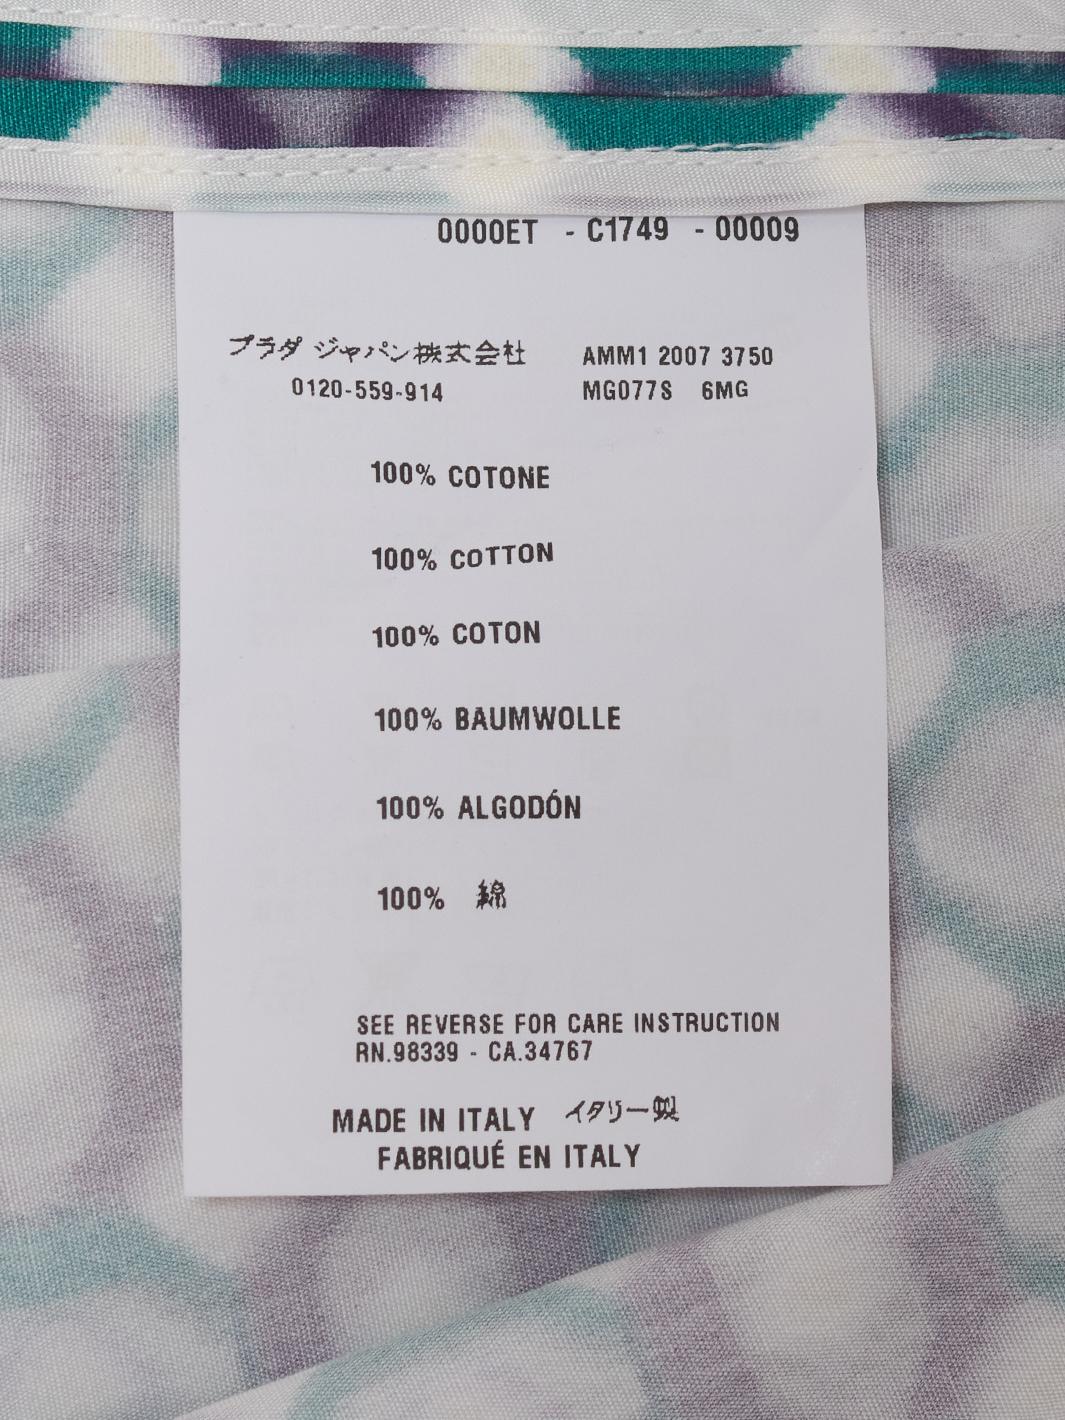 0000ET - C1749 - 00009
プラダ ジャパン株式会社
0120-559-914
AMM1 2007 3750
MG077S 6MG
100% COTONE
100% COTTON
100% COTON
100% BAUMWOLLE
100% ALGODÓN
100% 綿
SEE REVERSE FOR CARE INSTRUCTION
RN.98339 - CA.34767
MADE IN ITALY イタリー製
FABRIQUÉ EN ITALY